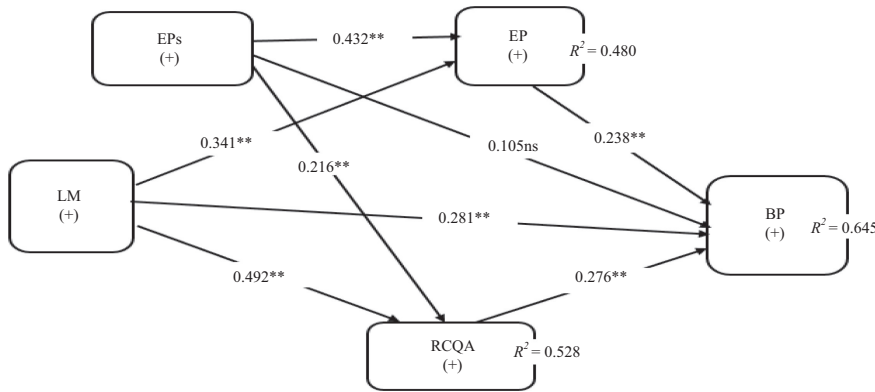 EPs
(+)
0.432**
EP
(+)
R² = 0.480
0.341**
0.216**
0.105ns
0.238**
LM
(+)
0.281**
BP
(+)
R² = 0.645
0.492**
0.276**
RCQA
(+)
R² = 0.528